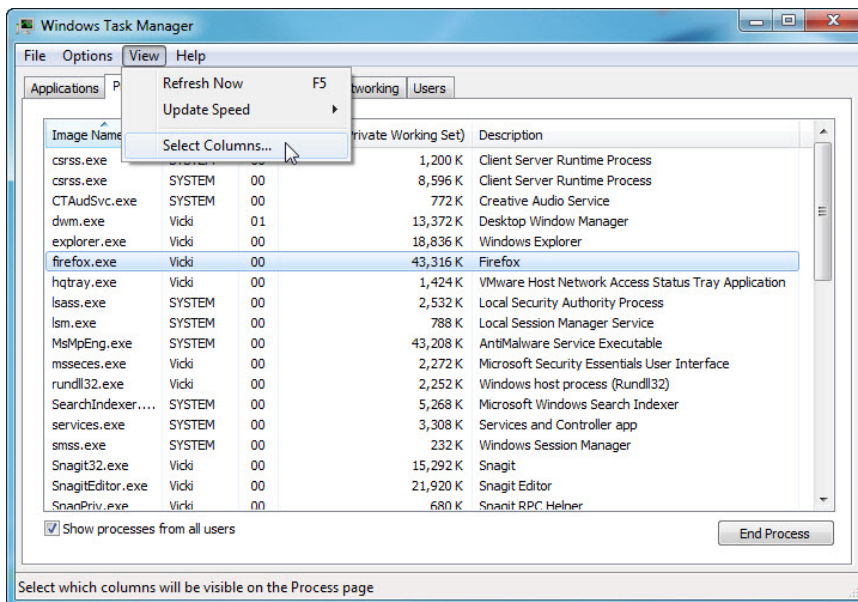 Windows Task Manager
File Options View Help
Refresh Now F5
Update Speed
Select Columns...
Applications P tworking Users
Image Name rivate Working Set) Description
csrss.exe 00 1,200 K Client Server Runtime Process
csrss.exe SYSTEM 00 8,596 K Client Server Runtime Process
CTAudSvc.exe SYSTEM 00 772 K Creative Audio Service
dwm.exe Vicki 01 13,372 K Desktop Window Manager
explorer.exe Vicki 00 18,836 K Windows Explorer
firefox.exe Vicki 00 43,316 K Firefox
hqtray.exe Vicki 00 1,424 K VMware Host Network Access Status Tray Application
lsass.exe SYSTEM 00 2,532 K Local Security Authority Process
lsm.exe SYSTEM 00 788 K Local Session Manager Service
MsMpEng.exe SYSTEM 00 43,208 K AntiMalware Service Executable
msseces.exe Vicki 00 2,272 K Microsoft Security Essentials User Interface
rundll32.exe Vicki 00 2,252 K Windows host process (Rundll32)
SearchIndexer.... SYSTEM 00 5,268 K Microsoft Windows Search Indexer
services.exe SYSTEM 00 3,308 K Services and Controller app
smss.exe SYSTEM 00 232 K Windows Session Manager
Snagit32.exe Vicki 00 15,292 K Snagit
SnagitEditor.exe Vicki 00 21,920 K Snagit Editor
SnagPriv.exe Vicki 00 680 K Snagit RPC Helper
Show processes from all users
End Process
Select which columns will be visible on the Process page